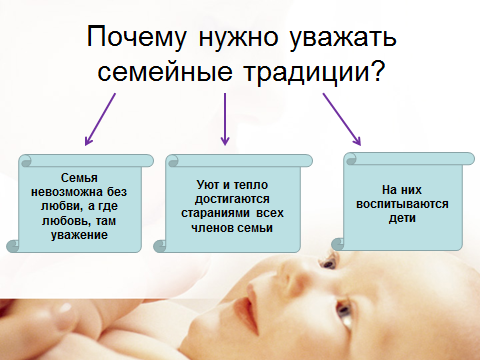 Почему нужно уважать
семейные традиции?
Семья
невозможна без
любви, а где
любовь, там
уважение
Уют и тепло
достигаются
стараниями всех
членов семьи
На них
воспитываются
дети